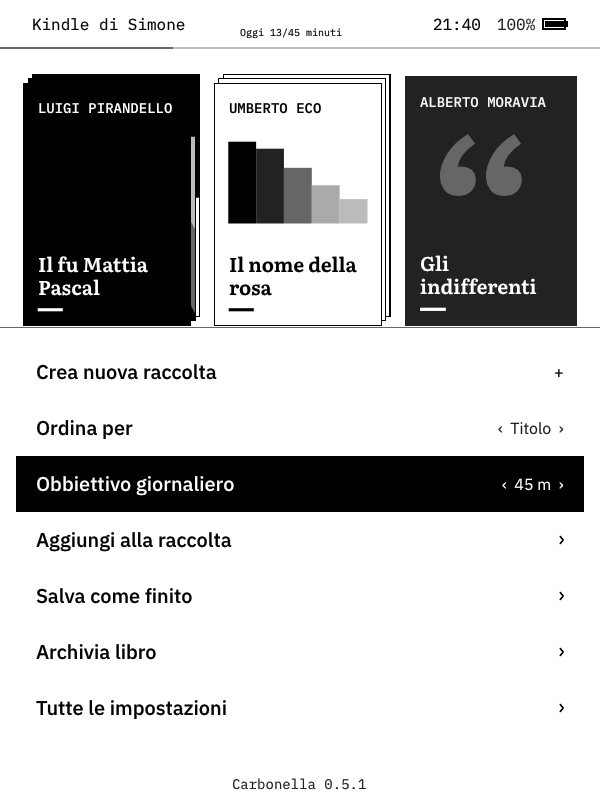 Kindle di Simone
Oggi 13/45 minuti
21:40 100%
LUIGI PIRANDELLO
Il fu Mattia
Pascal
UMBERTO ECO
Il nome della
rosa
ALBERTO MORAVIA
“
Gli
indifferenti
Crea nuova raccolta +
Ordina per ‹ Titolo ›
Obbiettivo giornaliero ‹ 45 m ›
Aggiungi alla raccolta ›
Salva come finito ›
Archivia libro ›
Tutte le impostazioni ›
Carbonella 0.5.1